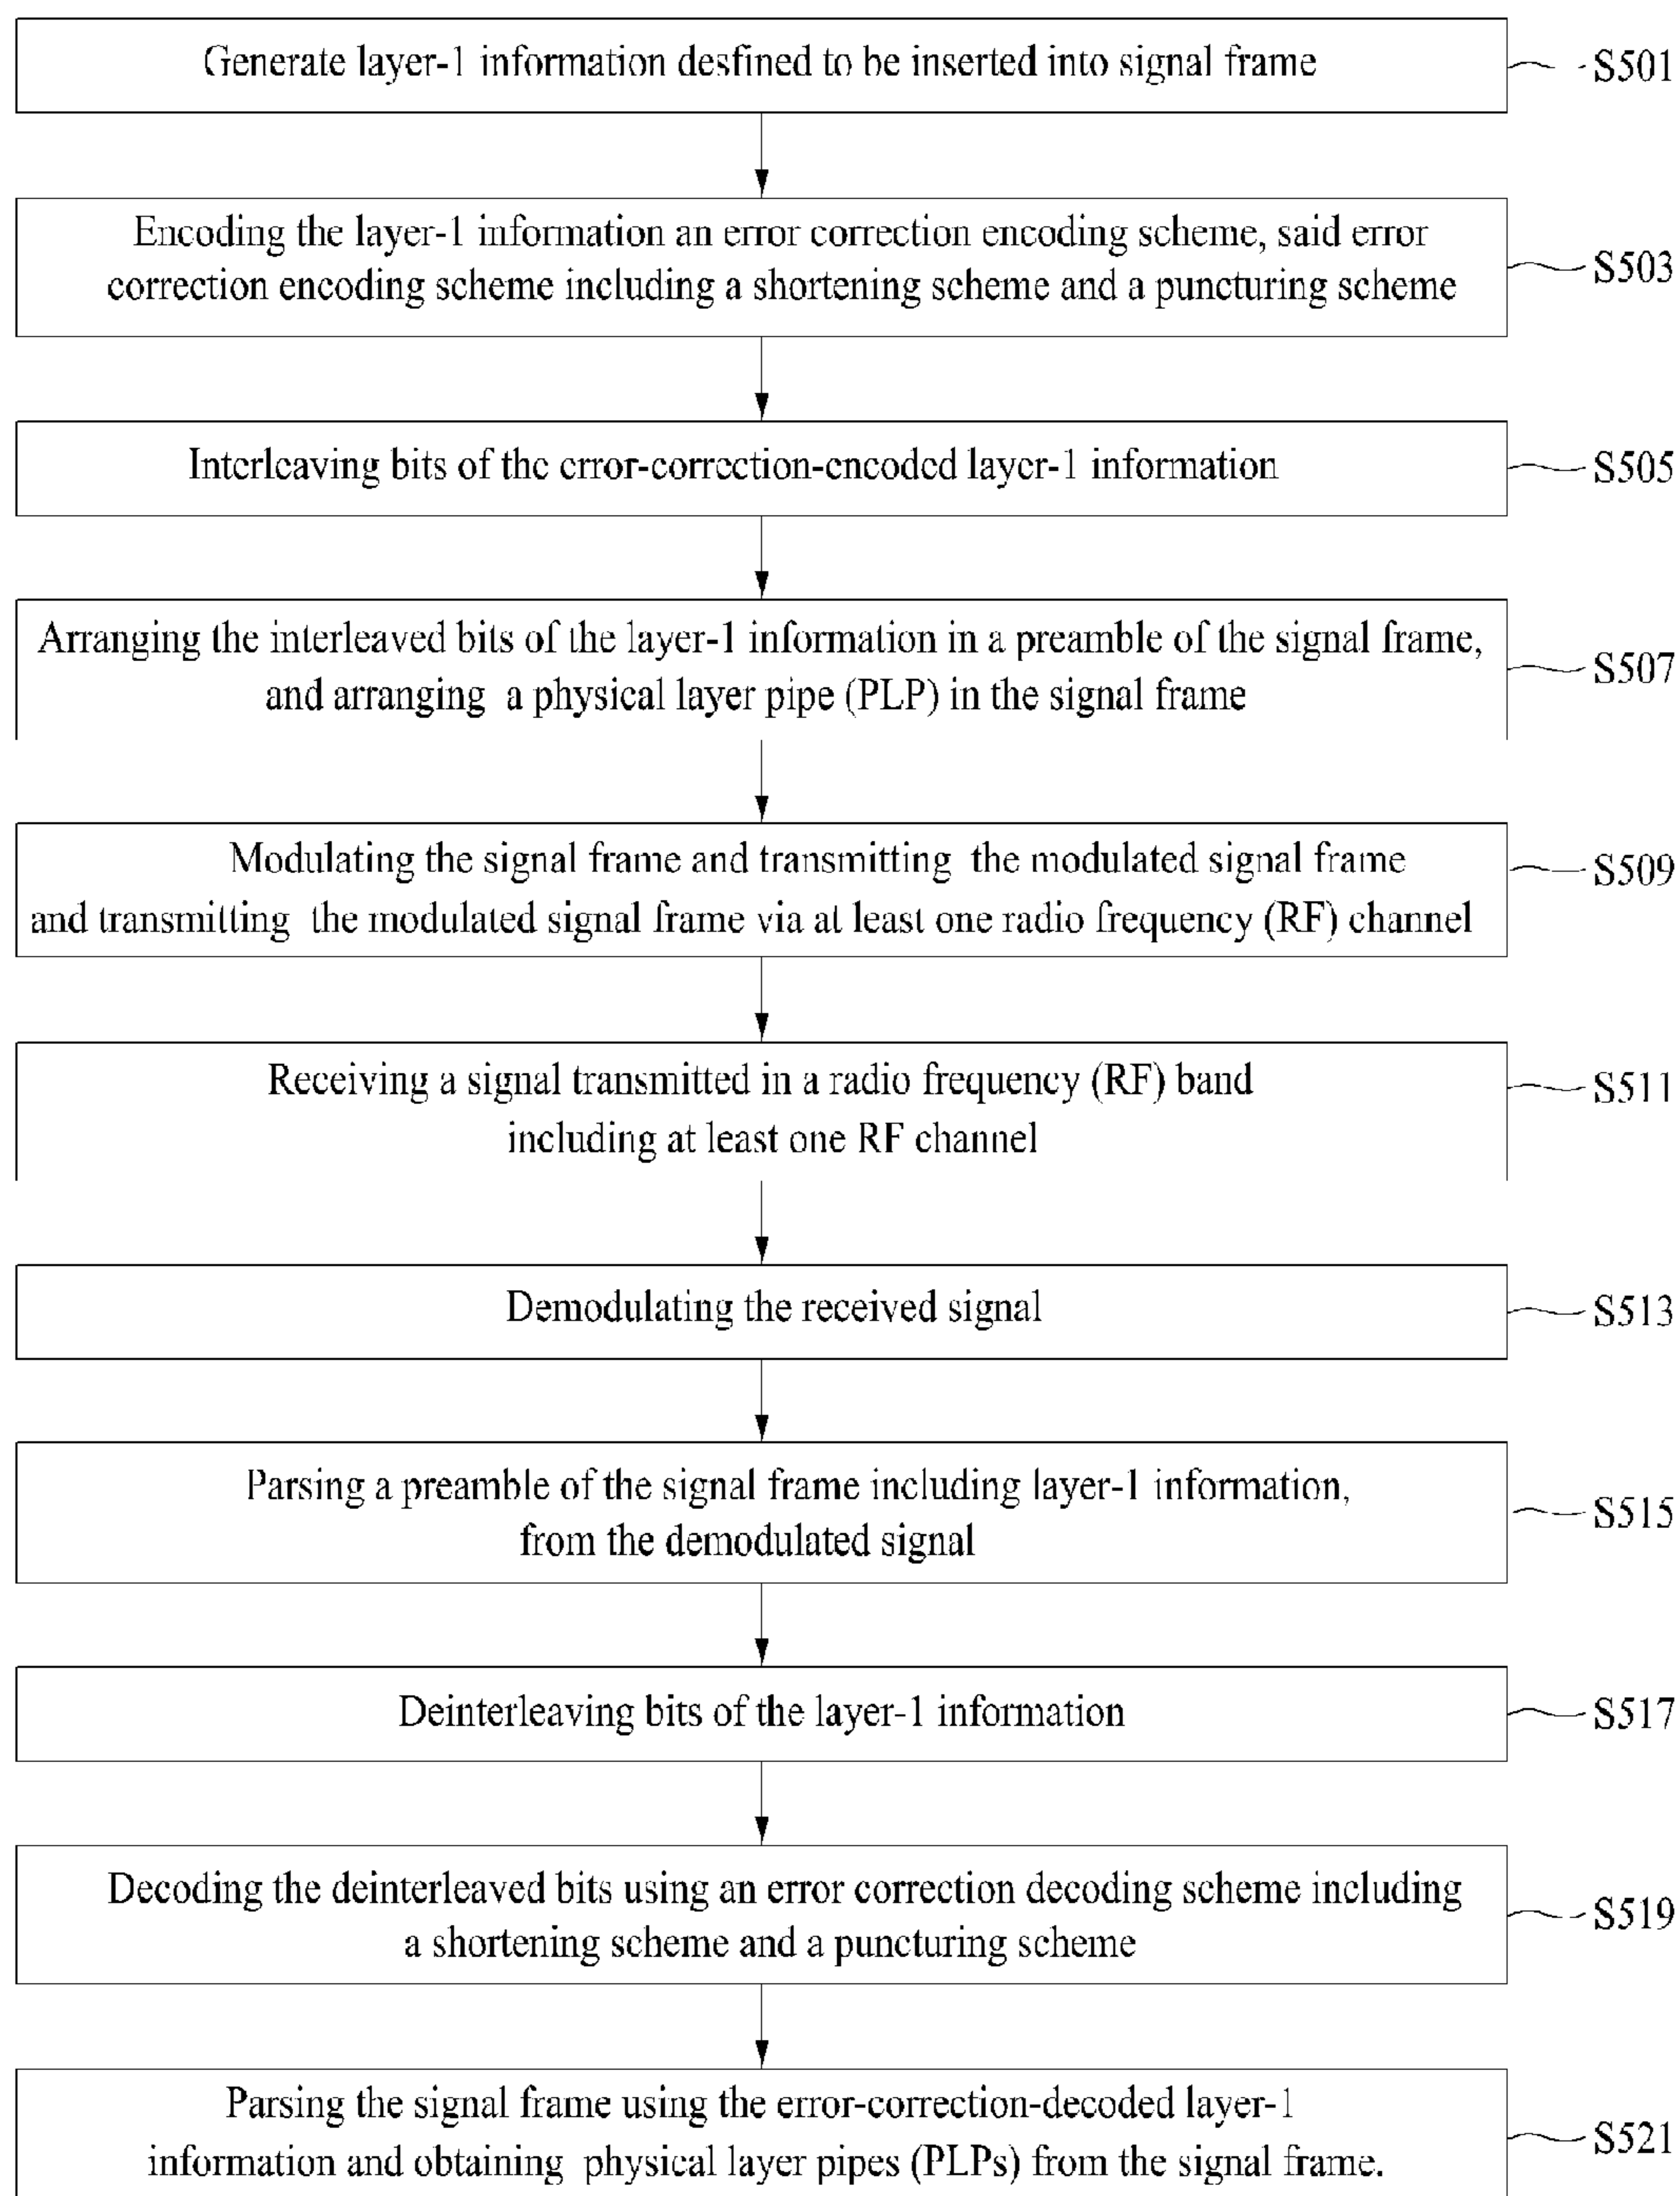 Generate layer-1 information desfined to be inserted into signal frame
S501
Encoding the layer-1 information an error correction encoding scheme, said error
correction encoding scheme including a shortening scheme and a puncturing scheme
S503
Interleaving bits of the error-correction-encoded layer-1 information
S505
Arranging the interleaved bits of the layer-1 information in a preamble of the signal frame,
and arranging a physical layer pipe (PLP) in the signal frame
S507
Modulating the signal frame and transmitting the modulated signal frame
and transmitting the modulated signal frame via at least one radio frequency (RF) channel
S509
Receiving a signal transmitted in a radio frequency (RF) band
including at least one RF channel
S511
Demodulating the received signal
S513
Parsing a preamble of the signal frame including layer-1 information,
from the demodulated signal
S515
Deinterleaving bits of the layer-1 information
S517
Decoding the deinterleaved bits using an error correction decoding scheme including
a shortening scheme and a puncturing scheme
S519
Parsing the signal frame using the error-correction-decoded layer-1
information and obtaining physical layer pipes (PLPs) from the signal frame.
S521